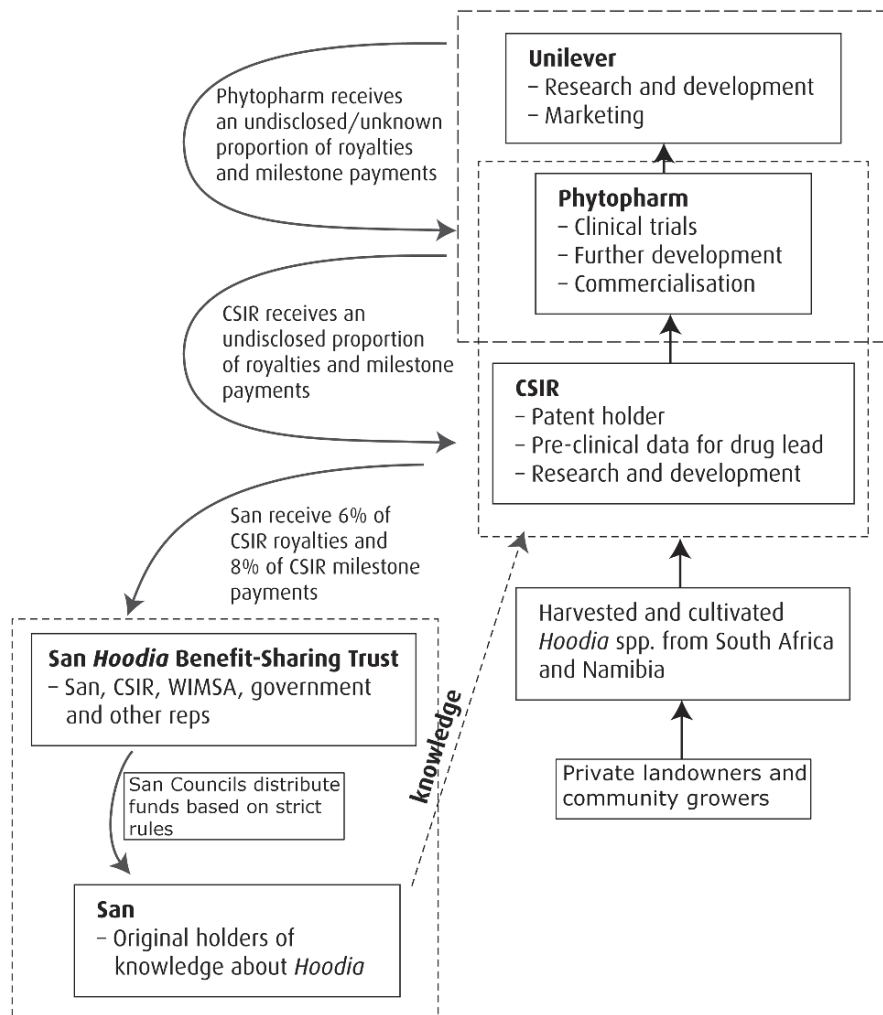 Unilever
– Research and development
– Marketing
Phytopharm receives
an undisclosed/unknown
proportion of royalties
and milestone payments
Phytopharm
– Clinical trials
– Further development
– Commercialisation
CSIR receives an
undisclosed proportion
of royalties and milestone
payments
CSIR
– Patent holder
– Pre-clinical data for drug lead
– Research and development
San receive 6% of
CSIR royalties and
8% of CSIR milestone
payments
Harvested and cultivated
Hoodia spp. from South Africa
and Namibia
Private landowners and
community growers
San Hoodia Benefit-Sharing Trust
– San, CSIR, WIMSA, government
and other reps
knowledge
San Councils distribute
funds based on strict
rules
San
– Original holders of
knowledge about Hoodia